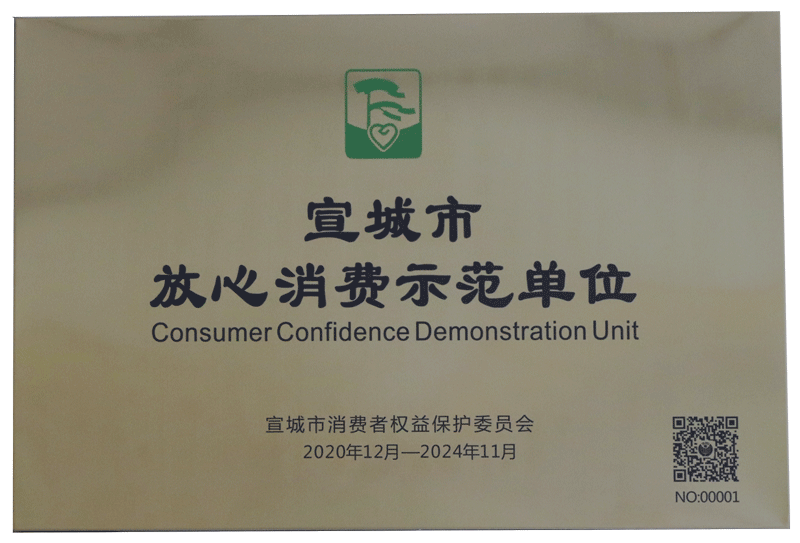 宣城市
放心消费示范单位
Consumer Confidence Demonstration Unit
宣城市消费者权益保护委员会
2020年12月—2024年11月
NO:00001